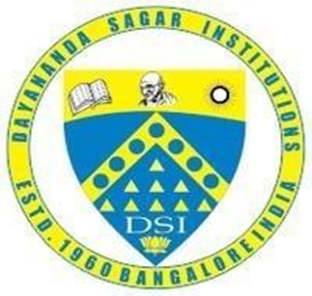 DAYANANDA SAGAR INSTITUTIONS
ESTD. 1960 BANGALORE INDIA
DSI